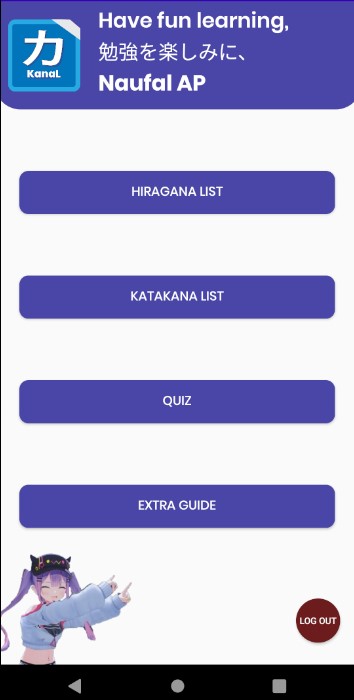 力
KanaL
Have fun learning,
勉強を楽しみに、
Naufal AP
HIRAGANA LIST
KATAKANA LIST
QUIZ
EXTRA GUIDE
LOG OUT